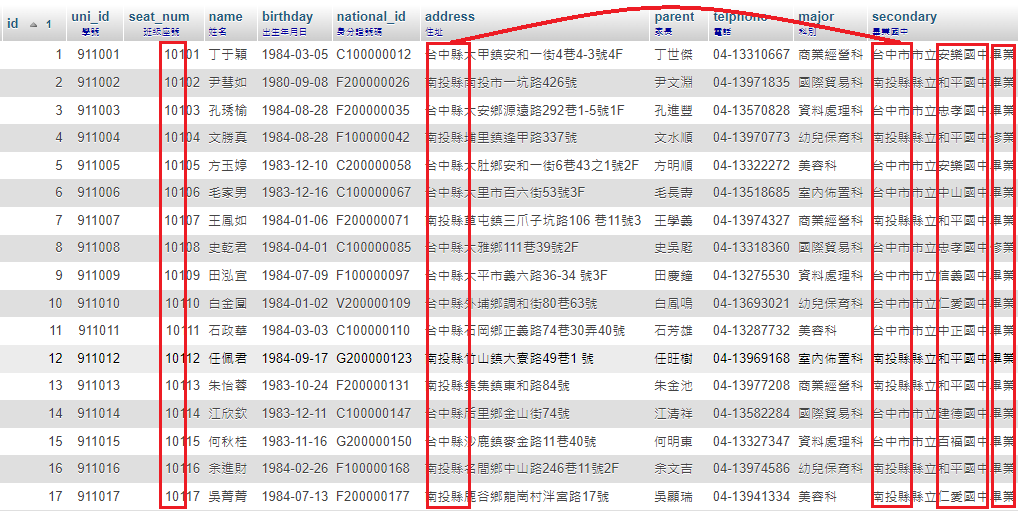 id 1 uni_id seat_num name birthday national_id address parent telphone major secondary
學號 班級座號 姓名 出生年月日 身分證號碼 住址 家長 電話 科別 畢業國中
1 911001 10101 丁于穎 1984-03-05 C100000012 台中縣大甲鎮安和一街4巷4-3號4F 丁世傑 04-13310667 商業經營科 台中市市立安樂國中畢業
2 911002 10102 尹彗如 1980-09-08 F200000026 南投縣南投市一坑路426號 尹文淵 04-13971835 國際貿易科 南投縣縣立和平國中畢業
3 911003 10103 孔琇榆 1984-08-28 F200000035 台中縣大安鄉源遠路292巷1-5號1F 孔進豐 04-13570828 資料處理科 台中市市立忠孝國中畢業
4 911004 10104 文勝真 1984-08-28 F100000042 南投縣埔里鎮逢甲路337號 文水順 04-13970773 幼兒保育科 南投縣縣立和平國中修業
5 911005 10105 方玉婷 1983-12-10 C200000058 台中縣大肚鄉安和一街6巷43之1號2F 方明順 04-13322272 美容科 台中市市立安樂國中畢業
6 911006 10106 毛家男 1983-12-16 C100000067 台中縣大里市百六街53號3F 毛長壽 04-13518685 室內佈置科 台中市市立中山國中畢業
7 911007 10107 王鳳如 1984-01-06 F200000071 南投縣草屯鎮三爪子坑路106 巷11號3 王學義 04-13974327 商業經營科 南投縣縣立和平國中畢業
8 911008 10108 史乾君 1984-04-01 C100000085 台中縣大雅鄉111巷39號2F 史吳 04-13318360 國際貿易科 台中市市立忠孝國中修業
9 911009 10109 田泓宣 1984-07-09 F100000097 台中縣太平市義六路36-34 號3F 田慶鐘 04-13275530 資料處理科 台中市市立信義國中畢業
10 911010 10110 白金鳳 1984-01-02 V200000109 台中縣外埔鄉調和街80巷63號 白鳳鳴 04-13693021 幼兒保育科 台中市市立仁愛國中畢業
11 911011 10111 石政華 1984-03-03 C100000110 台中縣石岡鄉正義路74巷30弄40號 石芳雄 04-13287732 美容科 台中市市立中正國中畢業
12 911012 10112 任佩君 1984-09-17 G200000123 南投縣竹山鎮大寮路49巷1 號 任旺樹 04-13969168 室內佈置科 南投縣縣立和平國中畢業
13 911013 10113 朱怡蓉 1983-10-24 F200000131 南投縣集集鎮東和路84號 朱金池 04-13977208 商業經營科 南投縣縣立和平國中畢業
14 911014 10114 江欣欽 1983-12-11 C100000147 台中縣后里鄉金山街74號 江清祥 04-13582284 國際貿易科 台中市市立建德國中畢業
15 911015 10115 何秋桂 1983-11-16 G200000150 台中縣沙鹿鎮麥金路11巷40號 何明東 04-13327347 資料處理科 台中市市立百福國中畢業
16 911016 10116 余進財 1984-02-26 F100000168 南投縣名間鄉中山路246巷11號2F 余文吉 04-13974586 幼兒保育科 南投縣縣立和平國中畢業
17 911017 10117 吳菁菁 1984-07-13 F200000177 南投縣鹿谷鄉龍崗村泮宮路17號 吳顯瑞 04-13941334 美容科 南投縣縣立仁愛國中畢業